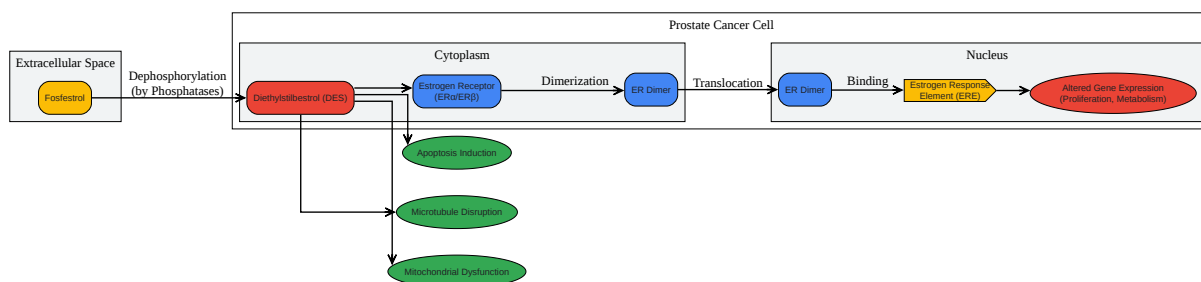 Prostate Cancer Cell
Extracellular Space
Cytoplasm
Nucleus
Fosfestrol
Dephosphorylation
(by Phosphatases)
Diethylstilbestrol (DES)
Estrogen Receptor
(ERα/ERβ)
Dimerization
ER Dimer
Translocation
ER Dimer
Binding
Estrogen Response
Element (ERE)
Altered Gene Expression
(Proliferation, Metabolism)
Apoptosis Induction
Microtubule Disruption
Mitochondrial Dysfunction